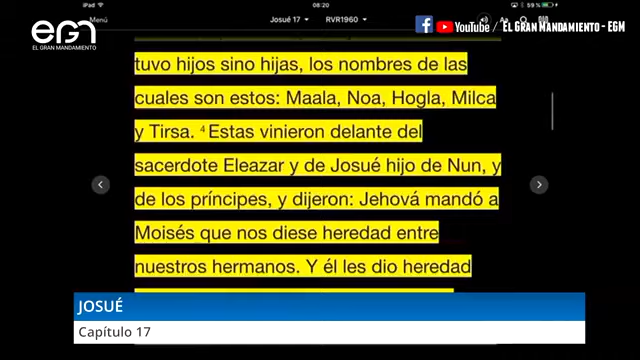 iPad
08:20
59 %
Menú
Josué 17
RVR1960
Aa
YouTube / EL GRAN MANDAMIENTO - EGM
EGM
EL GRAN MANDAMIENTO
tuvo hijos sino hijas, los nombres de las
cuales son estos: Maala, Noa, Hogla, Milca
y Tirsa. 4 Estas vinieron delante del
sacerdote Eleazar y de Josué hijo de Nun, y
de los príncipes, y dijeron: Jehová mandó a
Moisés que nos diese heredad entre
nuestros hermanos. Y él les dio heredad
JOSUÉ
Capítulo 17